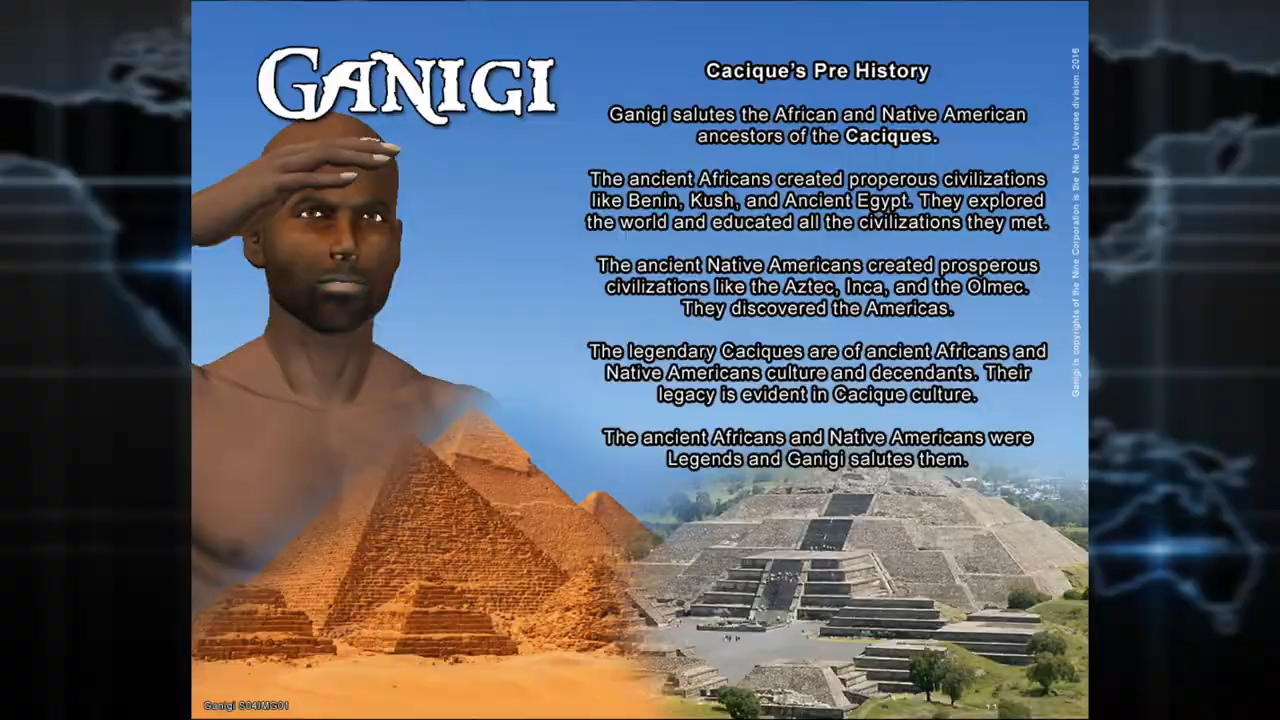 GANIGI
Cacique's Pre History
Ganigi salutes the African and Native American
ancestors of the Caciques.
The ancient Africans created properous civilizations
like Benin, Kush, and Ancient Egypt. They explored
the world and educated all the civilizations they met.
The ancient Native Americans created prosperous
civilizations like the Aztec, Inca, and the Olmec.
They discovered the Americas.
The legendary Caciques are of ancient Africans and
Native Americans culture and decendants. Their
legacy is evident in Cacique culture.
The ancient Africans and Native Americans were
Legends and Ganigi salutes them.
Ganigi is copyrights of the Nine Corporation is the Nine Universe division. 2016
Ganigi S04IMG01
11